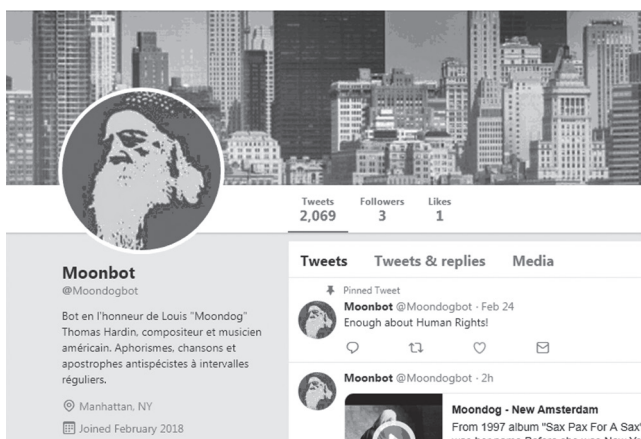 Tweets Followers Likes
2,069 3 1
Moonbot
@Moondogbot
Bot en l'honneur de Louis "Moondog"
Thomas Hardin, compositeur et musicien
américain. Aphorismes, chansons et
apostrophes antispécistes à intervalles
réguliers.
Manhattan, NY
Joined February 2018
Tweets Tweets & replies Media
Pinned Tweet
Moonbot @Moondogbot · Feb 24
Enough about Human Rights!
Moonbot @Moondogbot · 2h
Moondog - New Amsterdam
From 1997 album "Sax Pax For A Sax